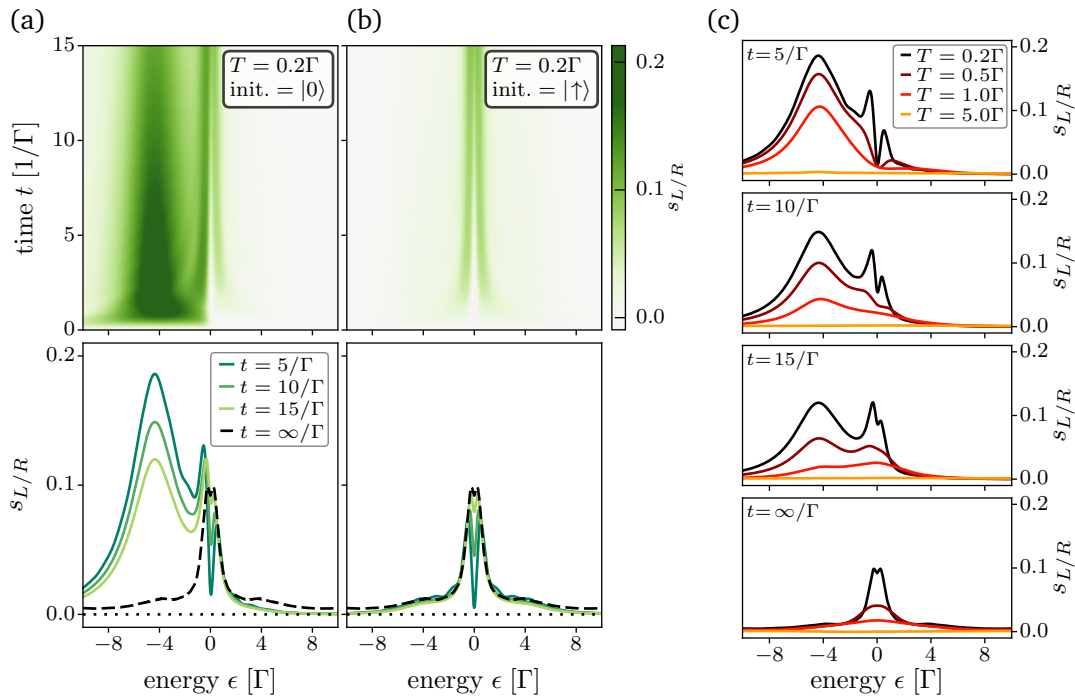 (a)
15
10
5
0
time t [1/Γ]
T = 0.2Γ
init. = |0⟩
(b)
T = 0.2Γ
init. = |↑⟩
0.2
0.1
0.0
s_{L/R}
0.2
0.1
0.0
s_{L/R}
t = 5/Γ
t = 10/Γ
t = 15/Γ
t = ∞/Γ
−8 −4 0 4 8
energy ϵ [Γ]
−8 −4 0 4 8
energy ϵ [Γ]
(c)
t=5/Γ
T = 0.2Γ
T = 0.5Γ
T = 1.0Γ
T = 5.0Γ
0.2
0.1
0.0
s_{L/R}
t=10/Γ
0.2
0.1
0.0
s_{L/R}
t=15/Γ
0.2
0.1
0.0
s_{L/R}
t=∞/Γ
0.2
0.1
0.0
s_{L/R}
−8 −4 0 4 8
energy ϵ [Γ]